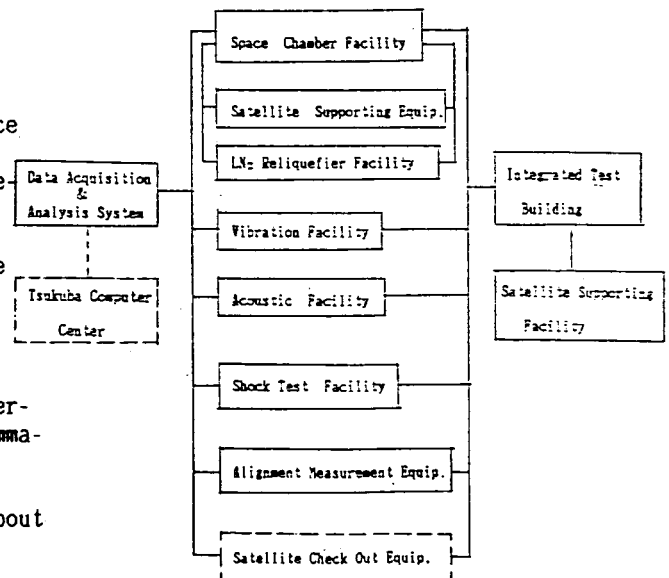 ce
e-
e
er-
mma-
bout
Data Acquisition
&
Analysis System
Tsukuba Computer
Center
Space Chamber Facility
Satellite Supporting Equip.
LN2 Reliquefier Facility
Vibration Facility
Acoustic Facility
Shock Test Facility
Alignment Measurement Equip.
Satellite Check Out Equip.
Integrated Test
Building
Satellite Supporting
Facility